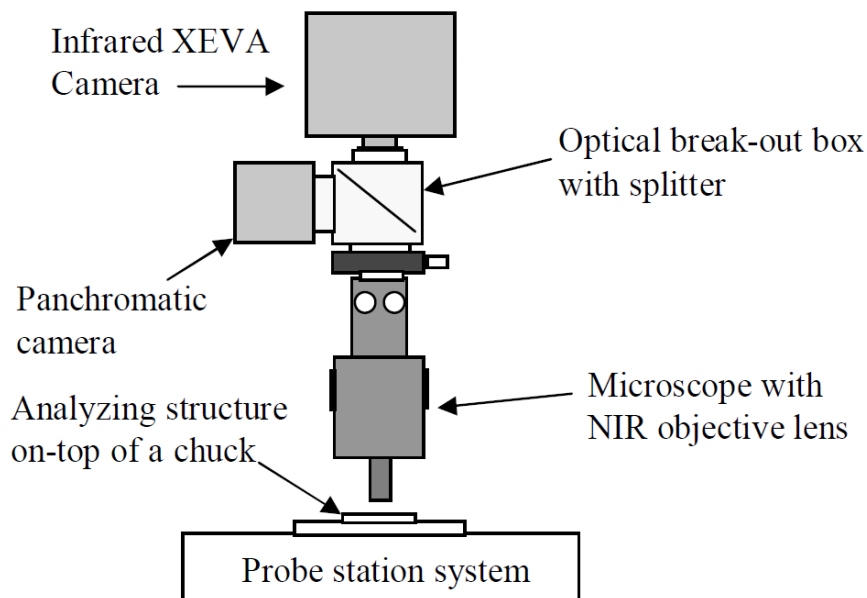 Infrared XEVA
Camera
Optical break-out box
with splitter
Panchromatic
camera
Analyzing structure
on-top of a chuck
Microscope with
NIR objective lens
Probe station system